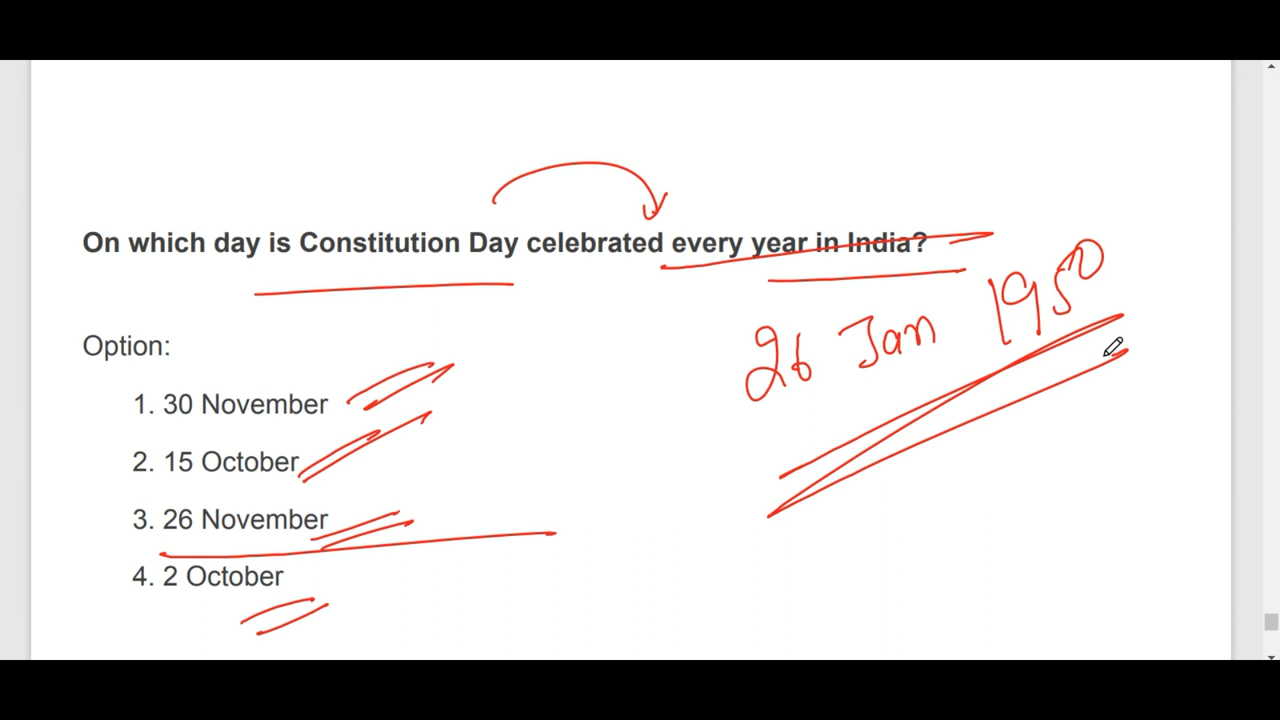 On which day is Constitution Day celebrated every year in India?
26 Jan 1950
Option:
1. 30 November
2. 15 October
3. 26 November
4. 2 October